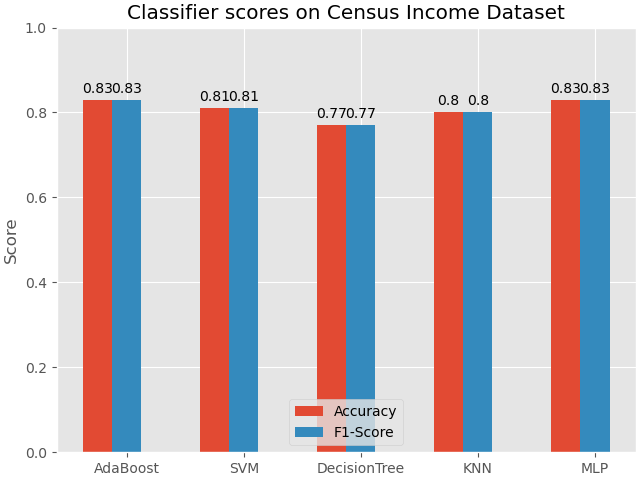 Classifier scores on Census Income Dataset
1.0
0.8
0.6
0.4
0.2
0.0
Score
0.83 0.83
0.81 0.81
0.77 0.77
0.8 0.8
0.83 0.83
Accuracy
F1-Score
AdaBoost SVM DecisionTree KNN MLP